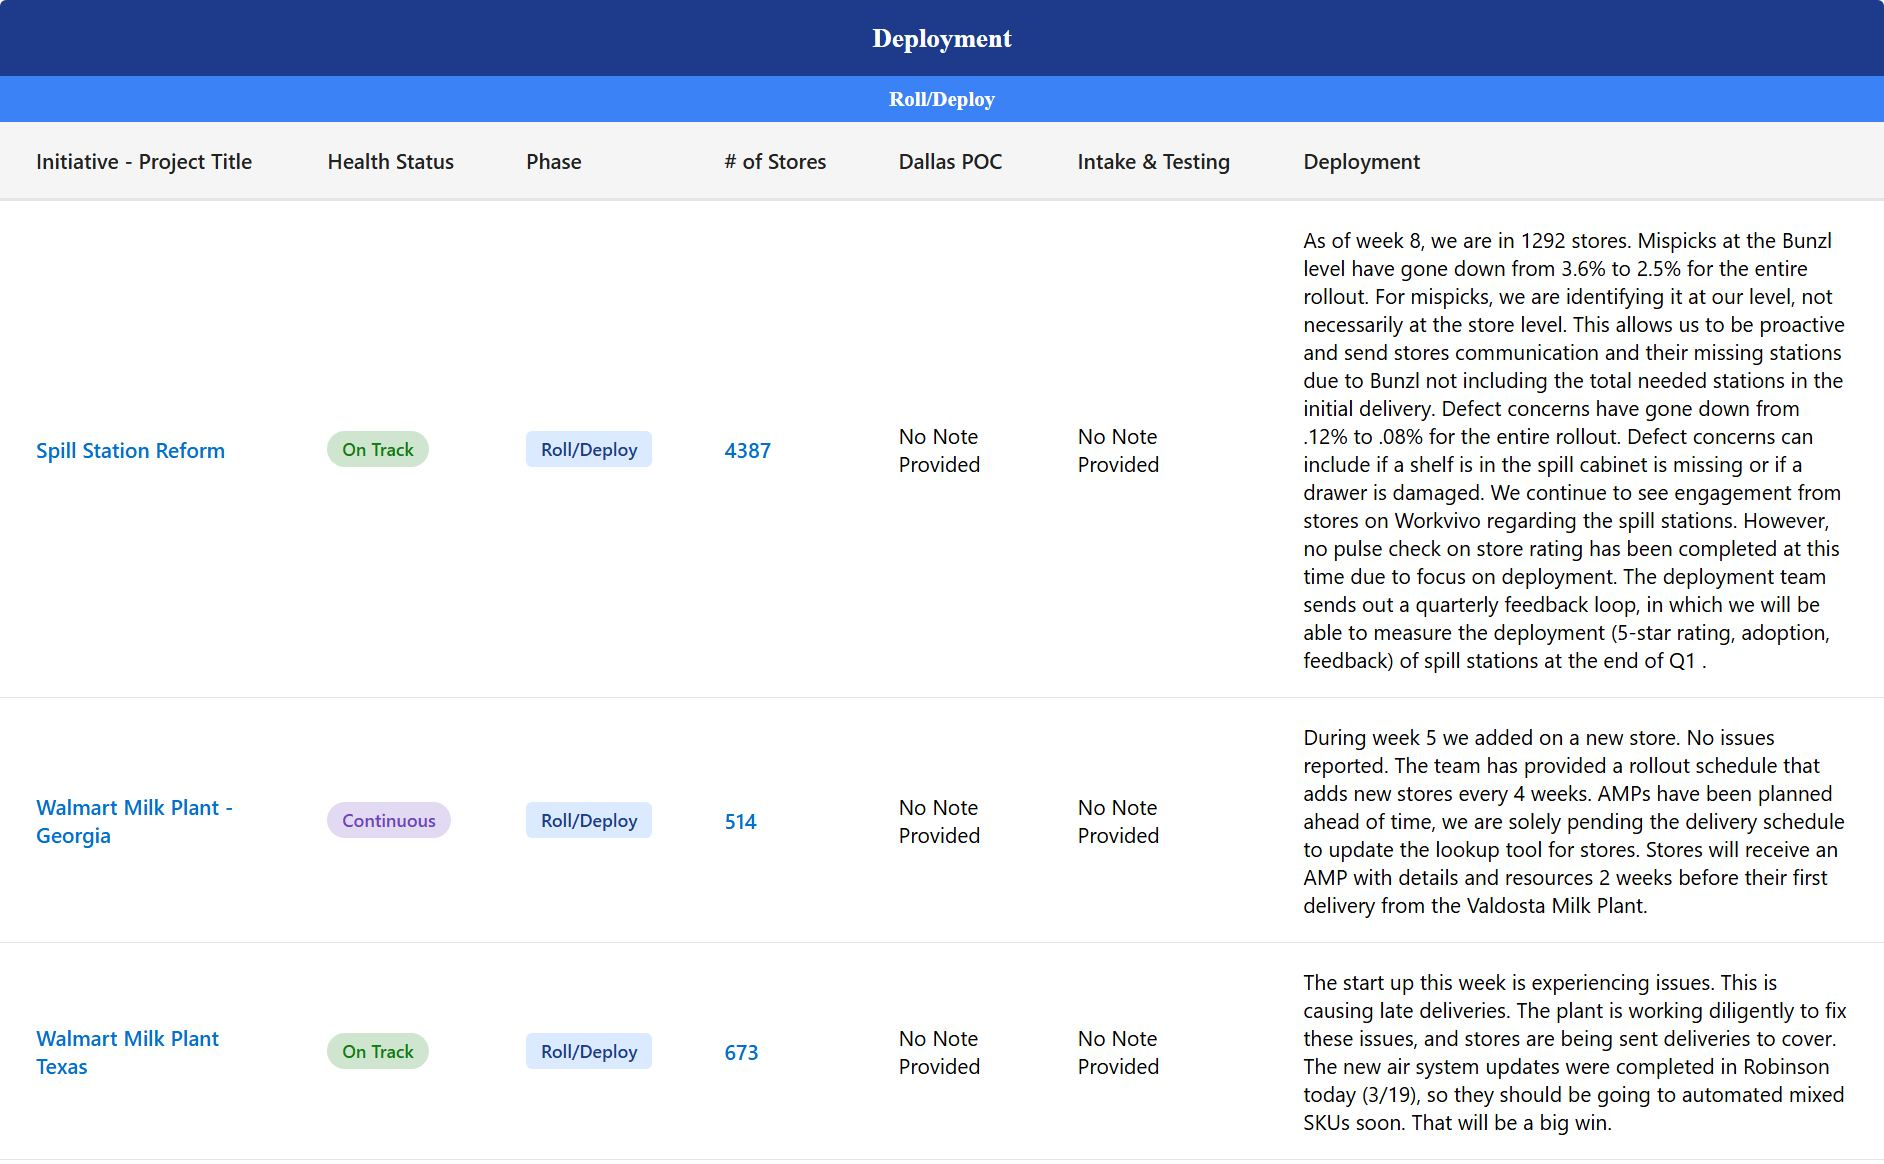 Deployment
Roll/Deploy
Initiative - Project Title
Health Status
Phase
# of Stores
Dallas POC
Intake & Testing
Deployment
Spill Station Reform
On Track
Roll/Deploy
4387
No Note
Provided
No Note
Provided
As of week 8, we are in 1292 stores. Mispicks at the Bunzl
level have gone down from 3.6% to 2.5% for the entire
rollout. For mispicks, we are identifying it at our level, not
necessarily at the store level. This allows us to be proactive
and send stores communication and their missing stations
due to Bunzl not including the total needed stations in the
initial delivery. Defect concerns have gone down from
.12% to .08% for the entire rollout. Defect concerns can
include if a shelf is in the spill cabinet is missing or if a
drawer is damaged. We continue to see engagement from
stores on Workvivo regarding the spill stations. However,
no pulse check on store rating has been completed at this
time due to focus on deployment. The deployment team
sends out a quarterly feedback loop, in which we will be
able to measure the deployment (5-star rating, adoption,
feedback) of spill stations at the end of Q1 .
Walmart Milk Plant -
Georgia
Continuous
Roll/Deploy
514
No Note
Provided
No Note
Provided
During week 5 we added on a new store. No issues
reported. The team has provided a rollout schedule that
adds new stores every 4 weeks. AMPs have been planned
ahead of time, we are solely pending the delivery schedule
to update the lookup tool for stores. Stores will receive an
AMP with details and resources 2 weeks before their first
delivery from the Valdosta Milk Plant.
Walmart Milk Plant
Texas
On Track
Roll/Deploy
673
No Note
Provided
No Note
Provided
The start up this week is experiencing issues. This is
causing late deliveries. The plant is working diligently to fix
these issues, and stores are being sent deliveries to cover.
The new air system updates were completed in Robinson
today (3/19), so they should be going to automated mixed
SKUs soon. That will be a big win.